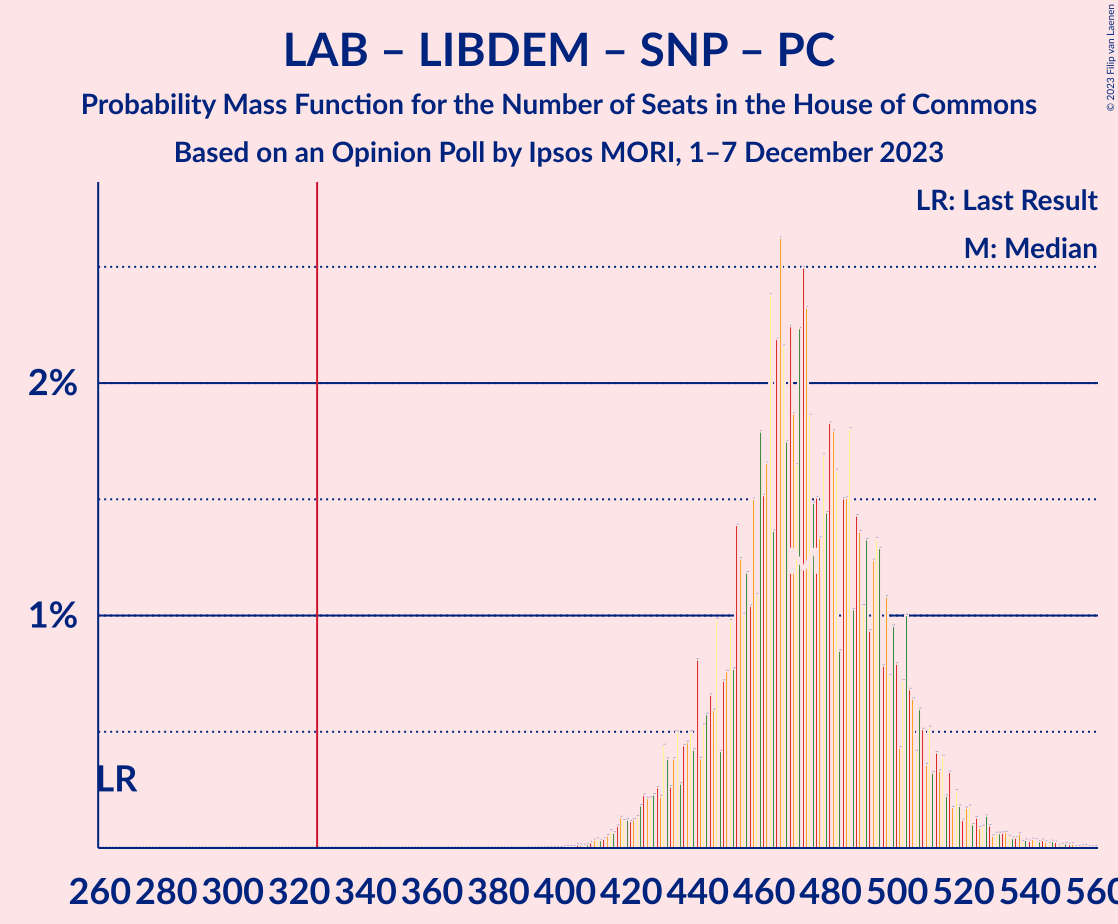 LAB – LIBDEM – SNP – PC
Probability Mass Function for the Number of Seats in the House of Commons
Based on an Opinion Poll by Ipsos MORI, 1–7 December 2023
© 2023 Filip van Laenen
LR: Last Result
M: Median
2%
1%
LR
260 280 300 320 340 360 380 400 420 440 460 480 500 520 540 560